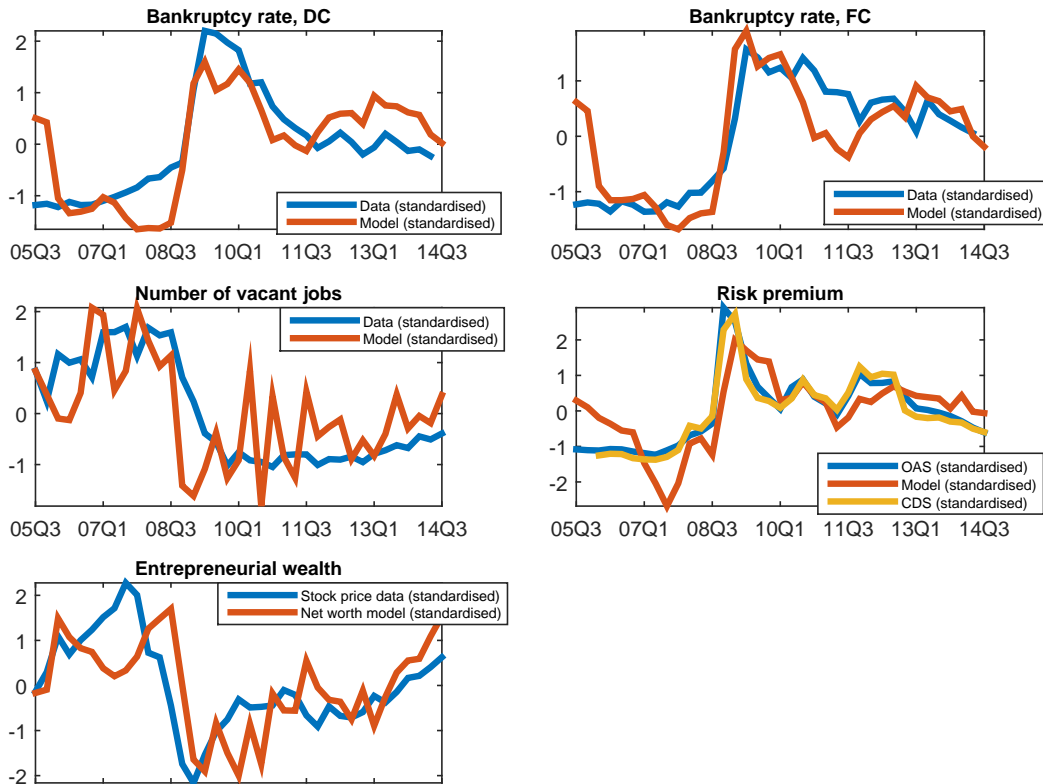 Bankruptcy rate, DC
2
1
0
-1
Data (standardised)
Model (standardised)
05Q3 07Q1 08Q3 10Q1 11Q3 13Q1 14Q3
Bankruptcy rate, FC
1
0
-1
Data (standardised)
Model (standardised)
05Q3 07Q1 08Q3 10Q1 11Q3 13Q1 14Q3
Number of vacant jobs
2
1
0
-1
Data (standardised)
Model (standardised)
05Q3 07Q1 08Q3 10Q1 11Q3 13Q1 14Q3
Risk premium
2
1
0
-1
-2
OAS (standardised)
Model (standardised)
CDS (standardised)
05Q3 07Q1 08Q3 10Q1 11Q3 13Q1 14Q3
Entrepreneurial wealth
2
1
0
-1
-2
Stock price data (standardised)
Net worth model (standardised)